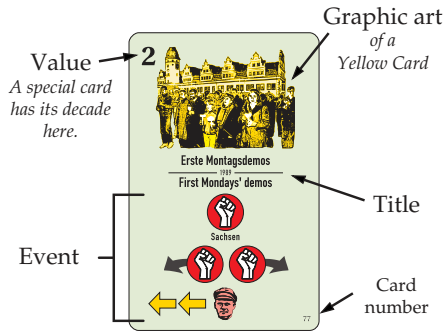 Graphic art
of a
Yellow Card
Value
A special card
has its decade
here.
2
Erste Montagsdemos
1989
First Mondays' demos
Title
Sachsen
Event
Card
number
77